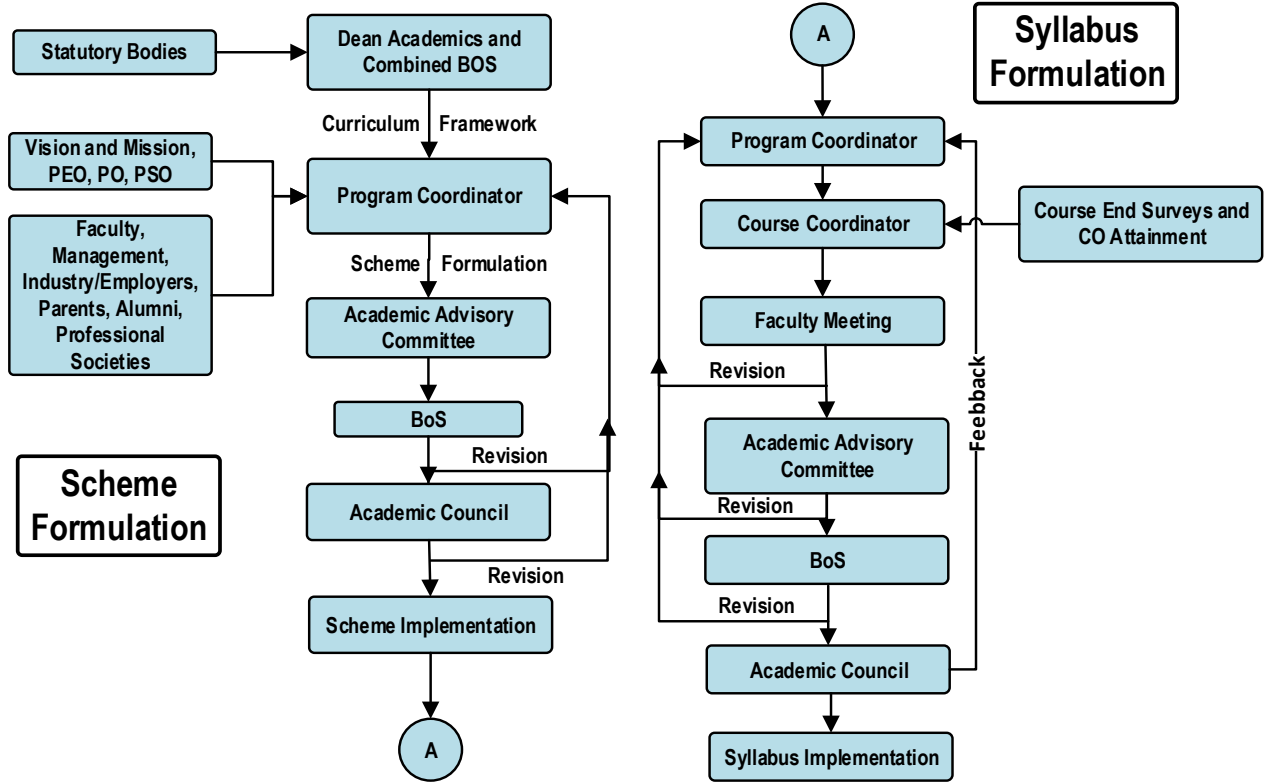 Statutory Bodies
Dean Academics and
Combined BOS
Curriculum Framework
Vision and Mission,
PEO, PO, PSO
Program Coordinator
Faculty,
Management,
Industry/Employers,
Parents, Alumni,
Professional
Societies
Scheme Formulation
Academic Advisory
Committee
BoS
Revision
Scheme
Formulation
Academic Council
Revision
Scheme Implementation
A
A
Syllabus
Formulation
Program Coordinator
Course Coordinator
Course End Surveys and
CO Attainment
Faculty Meeting
Revision
Feebback
Academic Advisory
Committee
Revision
BoS
Revision
Academic Council
Syllabus Implementation